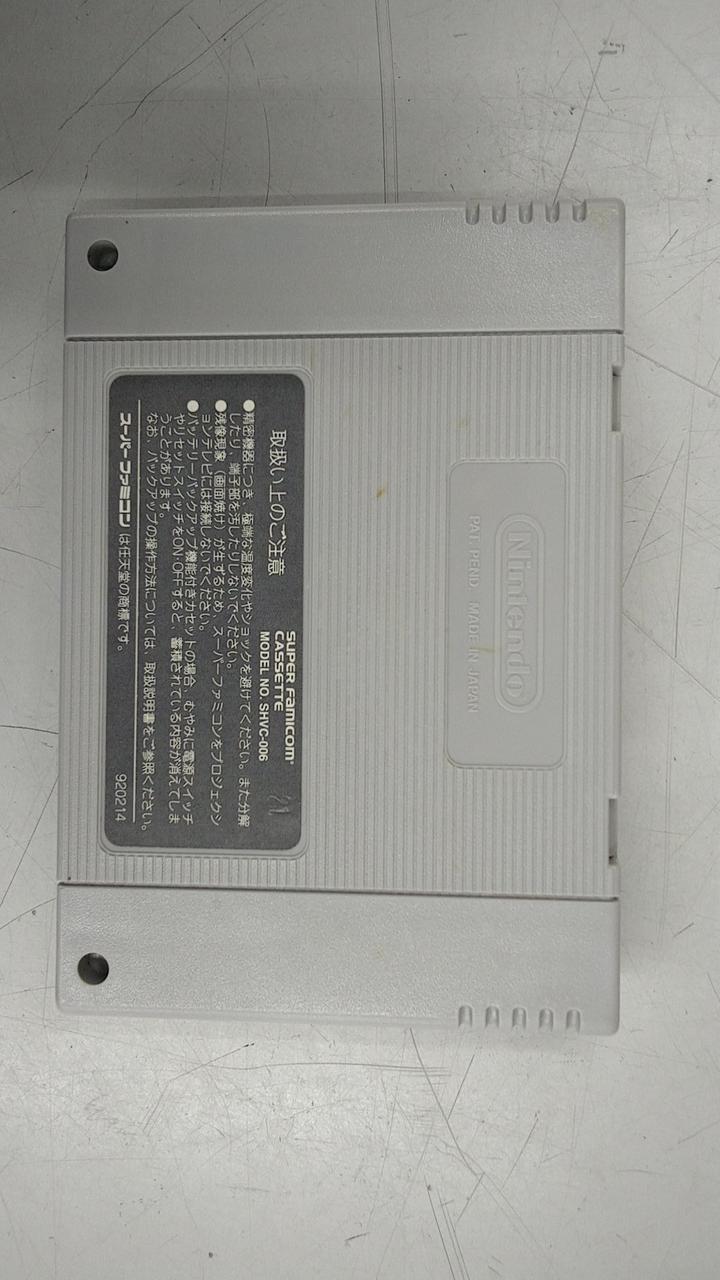 Nintendo
PAT. PEND. MADE IN JAPAN
SUPER FAMICOM
CASSETTE
MODEL NO. SHVC-006
21
取扱い上のご注意
●精密機器につき、極端な温度変化やショックを避けてください。また分解
したり、端子部を汚したりしないでください。
●残像現象（画面焼け）が生ずるため、スーパーファミコンをプロジェクシ
ョンテレビには接続しないでください。
●バッテリーバックアップ機能付きカセットの場合、むやみに電源スイッチ
やリセットスイッチをON・OFFすると、蓄積されている内容が消えてしま
うことがあります。
なお、バックアップの操作方法については、取扱説明書をご参照ください。
スーパーファミコン は任天堂の商標です。
920214